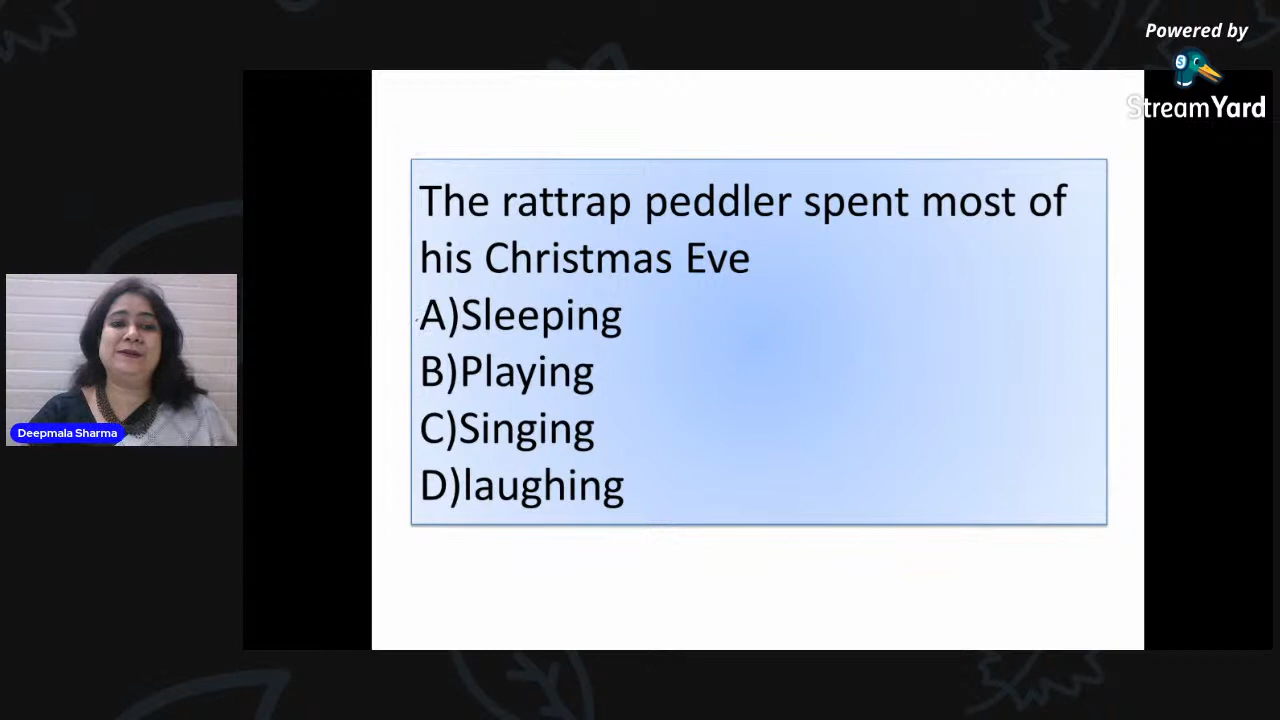 Powered by
StreamYard
The rattrap peddler spent most of
his Christmas Eve
A)Sleeping
B)Playing
C)Singing
D)laughing
Deepmala Sharma